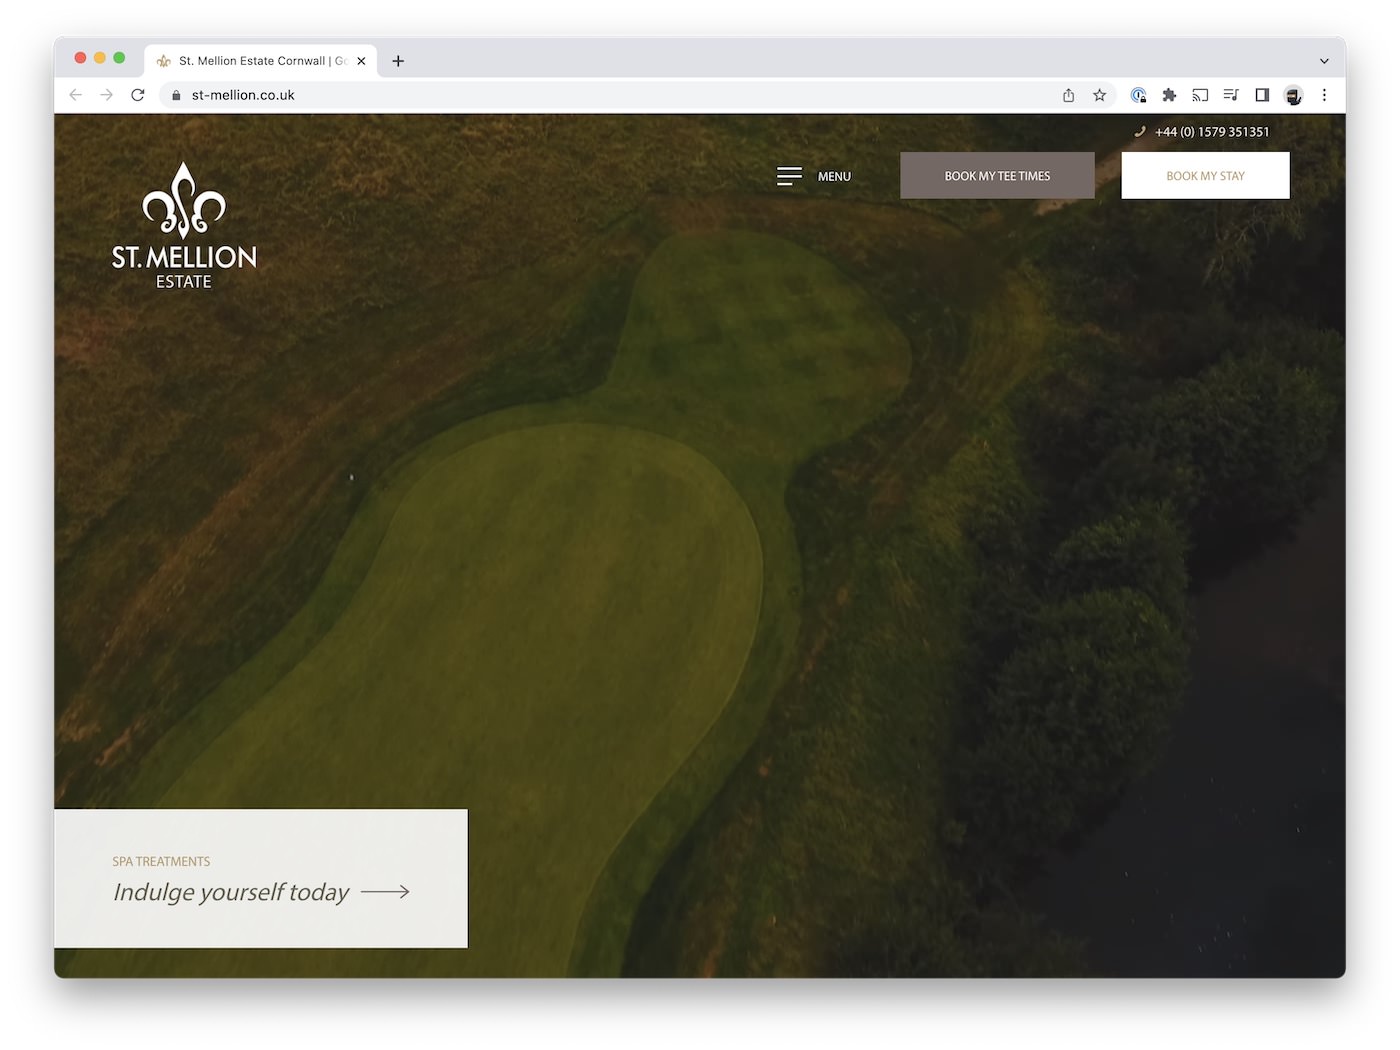 St. Mellion Estate Cornwall | Go
st-mellion.co.uk
+44 (0) 1579 351351
MENU
BOOK MY TEE TIMES
BOOK MY STAY
ST. MELLION
ESTATE
SPA TREATMENTS
Indulge yourself today